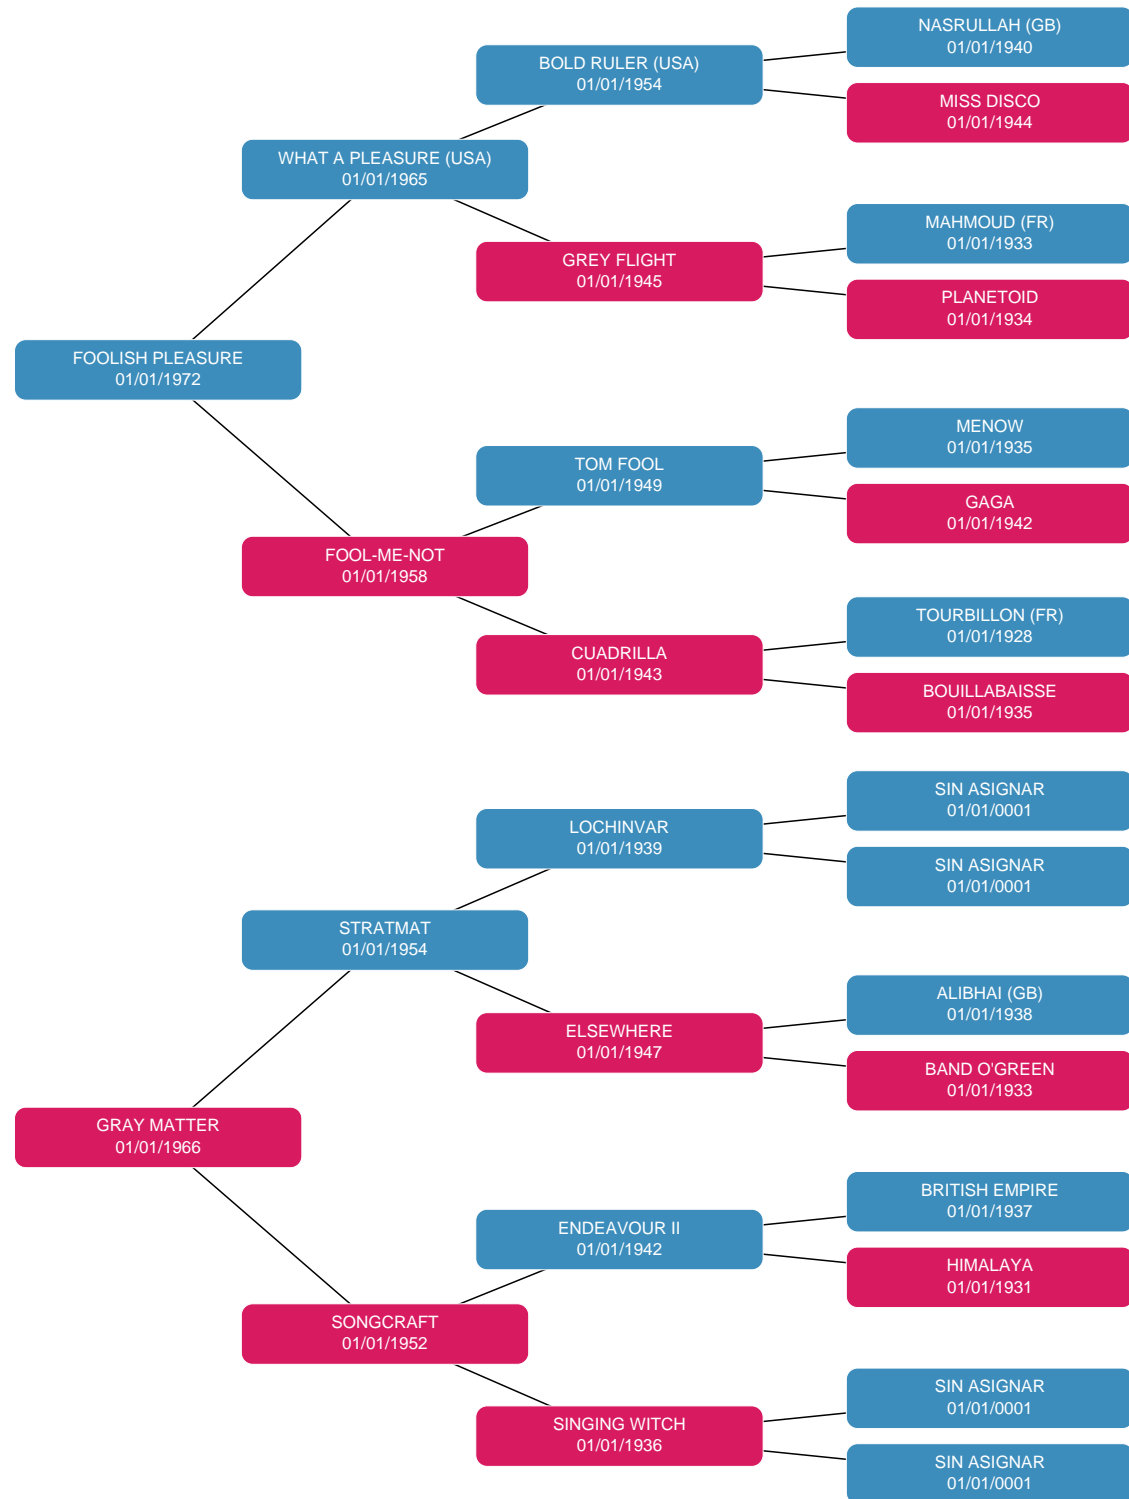 NASRULLAH (GB)
01/01/1940
BOLD RULER (USA)
01/01/1954
MISS DISCO
01/01/1944
WHAT A PLEASURE (USA)
01/01/1965
MAHMOUD (FR)
01/01/1933
GREY FLIGHT
01/01/1945
PLANETOID
01/01/1934
FOOLISH PLEASURE
01/01/1972
MENOW
01/01/1935
TOM FOOL
01/01/1949
GAGA
01/01/1942
FOOL-ME-NOT
01/01/1958
TOURBILLON (FR)
01/01/1928
CUADRILLA
01/01/1943
BOUILLABAISSE
01/01/1935
SIN ASIGNAR
01/01/0001
LOCHINVAR
01/01/1939
SIN ASIGNAR
01/01/0001
STRATMAT
01/01/1954
ALIBHAI (GB)
01/01/1938
ELSEWHERE
01/01/1947
BAND O'GREEN
01/01/1933
GRAY MATTER
01/01/1966
BRITISH EMPIRE
01/01/1937
ENDEAVOUR II
01/01/1942
HIMALAYA
01/01/1931
SONGCRAFT
01/01/1952
SIN ASIGNAR
01/01/0001
SINGING WITCH
01/01/1936
SIN ASIGNAR
01/01/0001